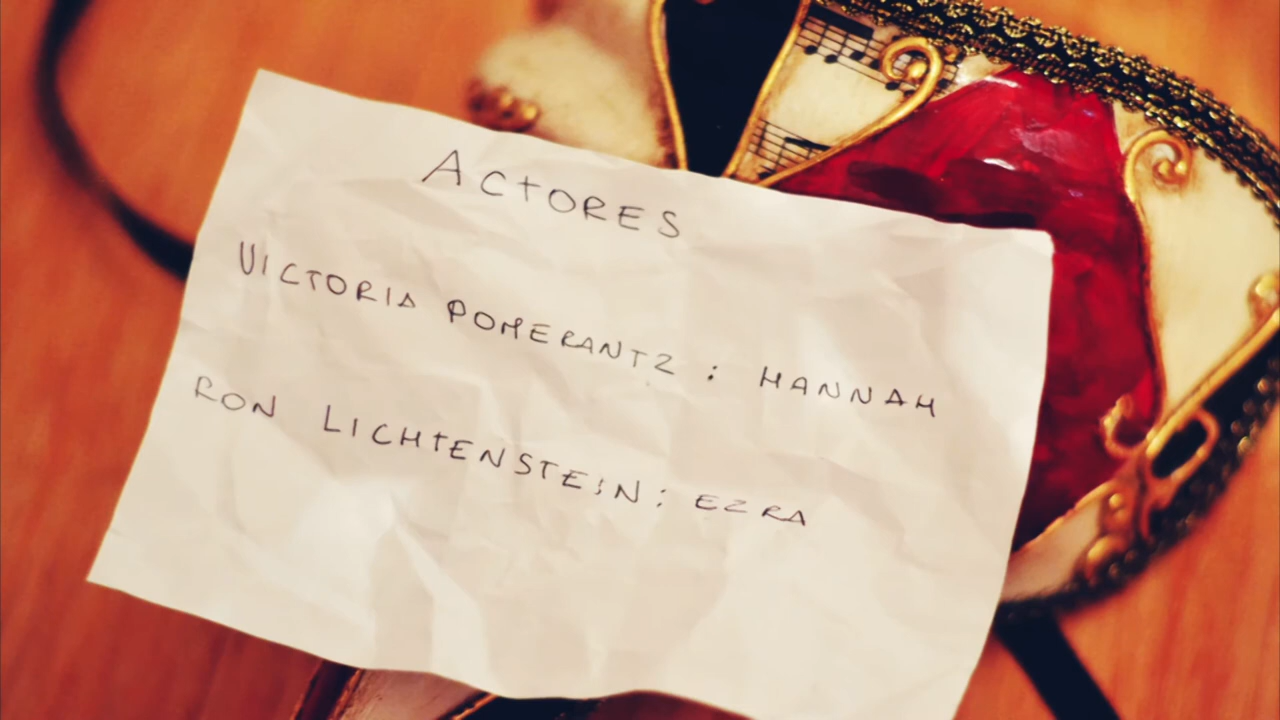 ACTORES
VICTORIA POMERANTZ : HANNAH
RON LICHTENSTEIN : EZRA